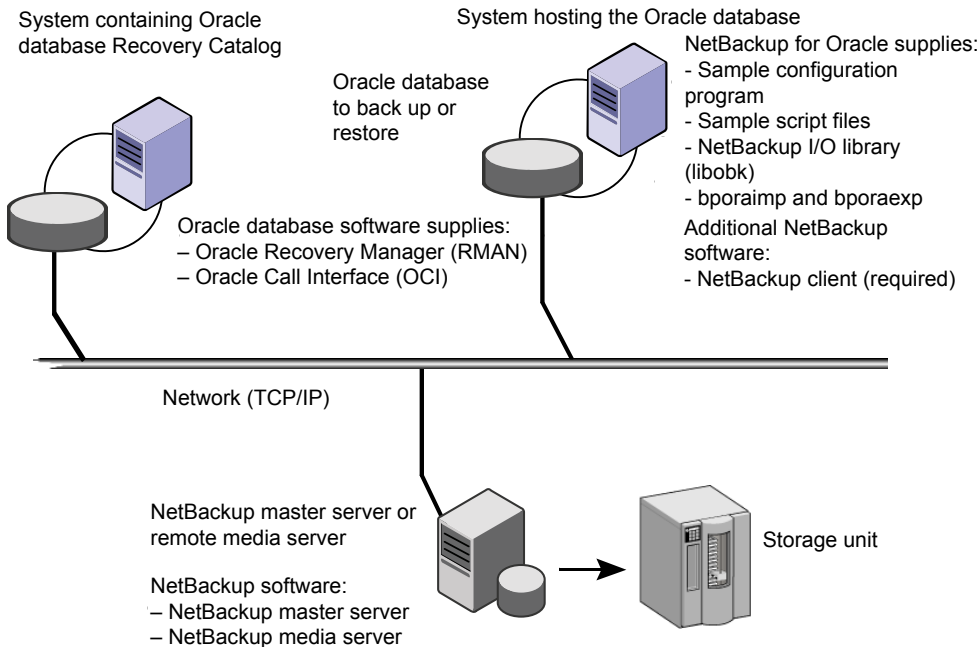 System containing Oracle
database Recovery Catalog
System hosting the Oracle database
Oracle database
to back up or
restore
NetBackup for Oracle supplies:
- Sample configuration
program
- Sample script files
- NetBackup I/O library
(libobk)
- bporaimp and bporaexp
Additional NetBackup
software:
- NetBackup client (required)
Oracle database software supplies:
– Oracle Recovery Manager (RMAN)
– Oracle Call Interface (OCI)
Network (TCP/IP)
NetBackup master server or
remote media server
NetBackup software:
– NetBackup master server
– NetBackup media server
Storage unit